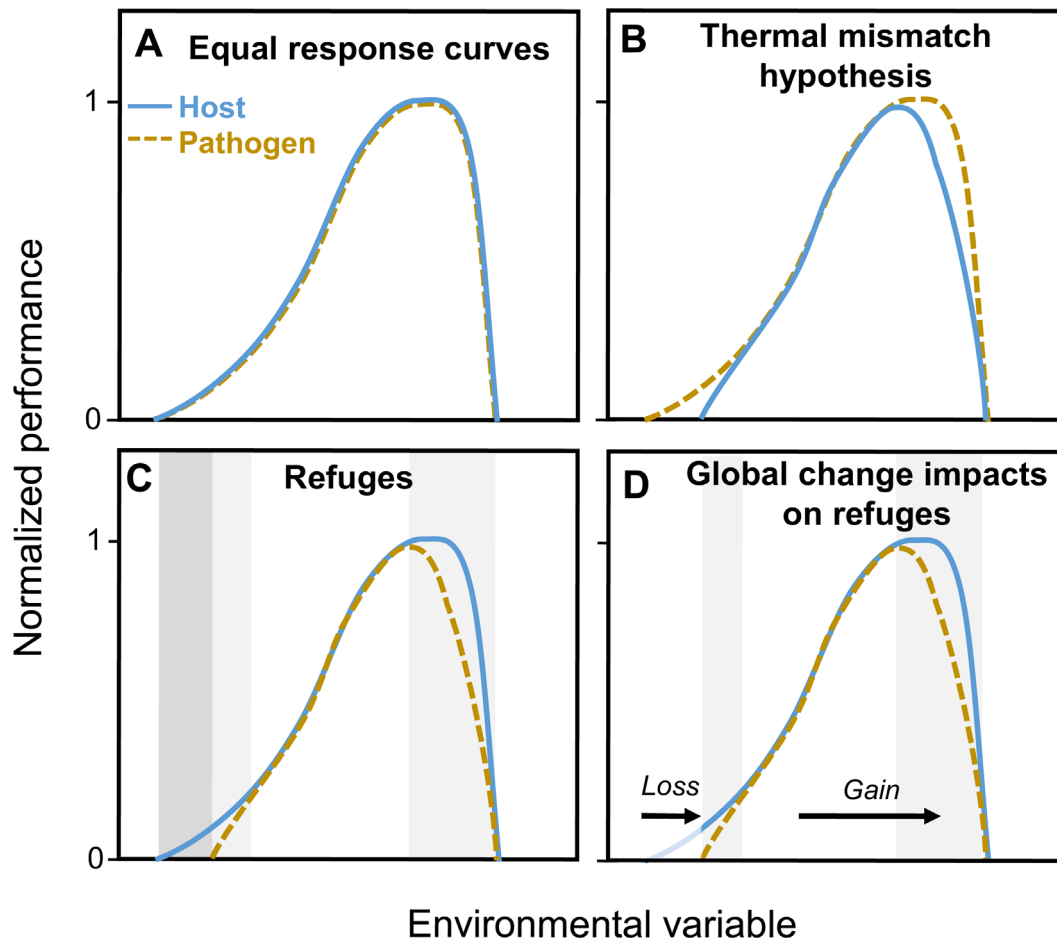 A
Equal response curves
Host
Pathogen
B
Thermal mismatch
hypothesis
1
0
C
Refuges
D
Global change impacts
on refuges
Loss
Gain
1
0
Normalized performance
Environmental variable